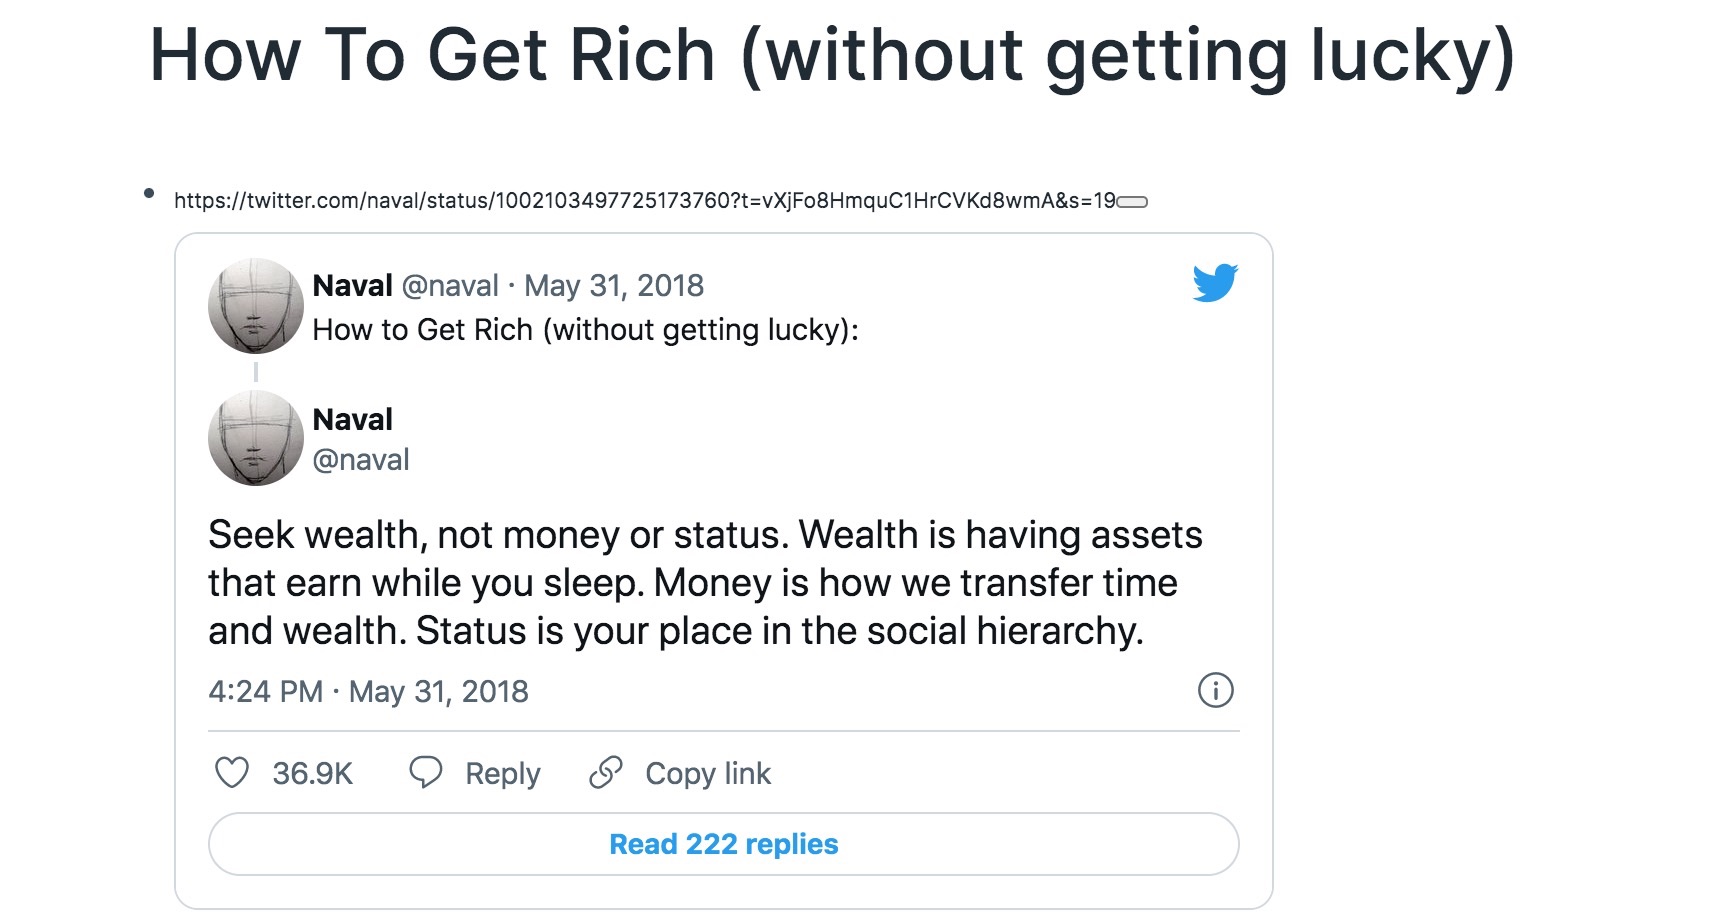 How To Get Rich (without getting lucky)
https://twitter.com/naval/status/1002103497725173760?t=vXjFo8HmquC1HrCVKd8wmA&s=19
Naval @naval · May 31, 2018
How to Get Rich (without getting lucky):
Naval
@naval
Seek wealth, not money or status. Wealth is having assets
that earn while you sleep. Money is how we transfer time
and wealth. Status is your place in the social hierarchy.
4:24 PM · May 31, 2018
36.9K Reply Copy link
Read 222 replies